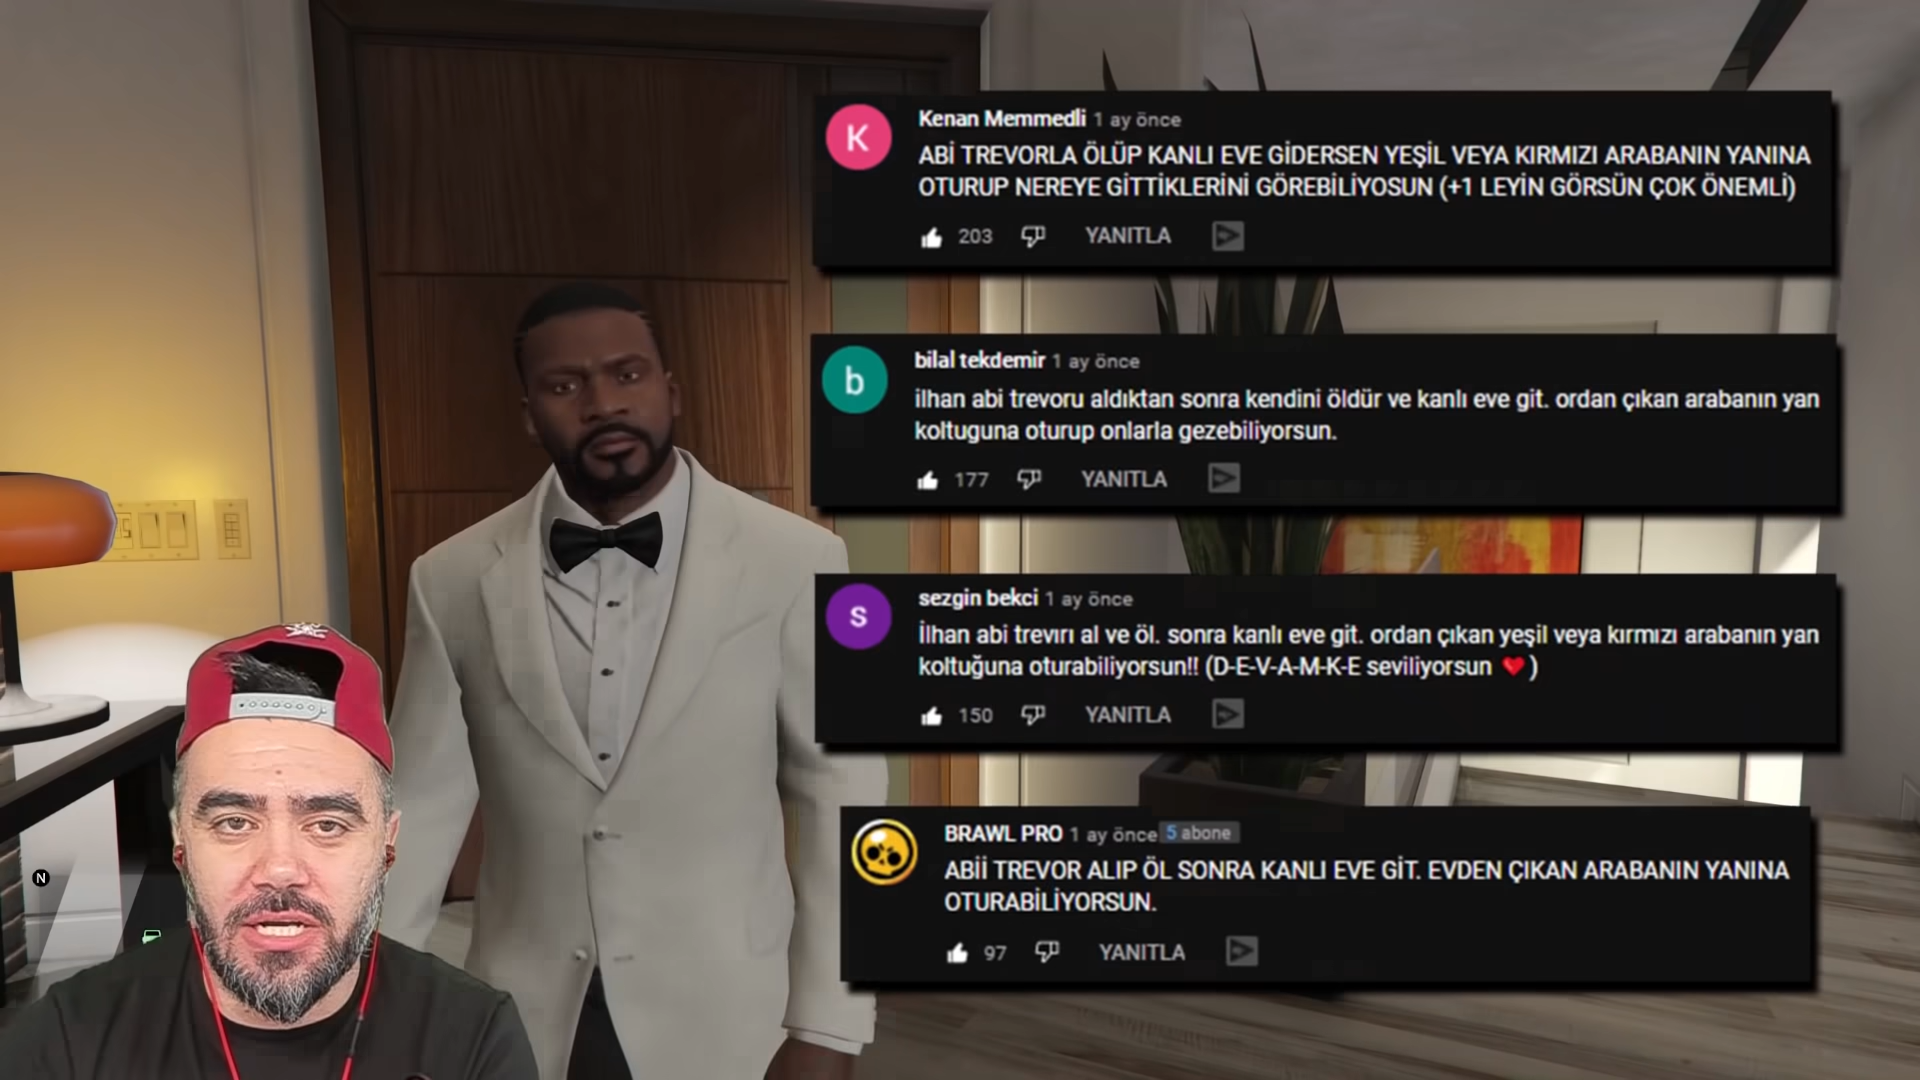 K
Kenan Memmedli 1 ay önce
ABİ TREVORLA ÖLÜP KANLI EVE GİDERSEN YEŞİL VEYA KIRMIZI ARABANIN YANINA
OTURUP NEREYE GİTTİKLERİNİ GÖREBİLİYOSUN (+1 LEYİN GÖRSÜN ÇOK ÖNEMLİ)
203 YANITLA
b
bilal tekdemir 1 ay önce
ilhan abi trevoru aldıktan sonra kendini öldür ve kanlı eve git. ordan çıkan arabanın yan
koltuguna oturup onlarla gezebiliyorsun.
177 YANITLA
s
sezgin bekci 1 ay önce
İlhan abi trevırı al ve öl. sonra kanlı eve git. ordan çıkan yeşil veya kırmızı arabanın yan
koltuğuna oturabiliyorsun!! (D-E-V-A-M-K-E seviliyorsun ❤)
150 YANITLA
BRAWL PRO 1 ay önce 5 abone
ABİİ TREVOR ALIP ÖL SONRA KANLI EVE GİT. EVDEN ÇIKAN ARABANIN YANINA
OTURABİLİYORSUN.
97 YANITLA
N